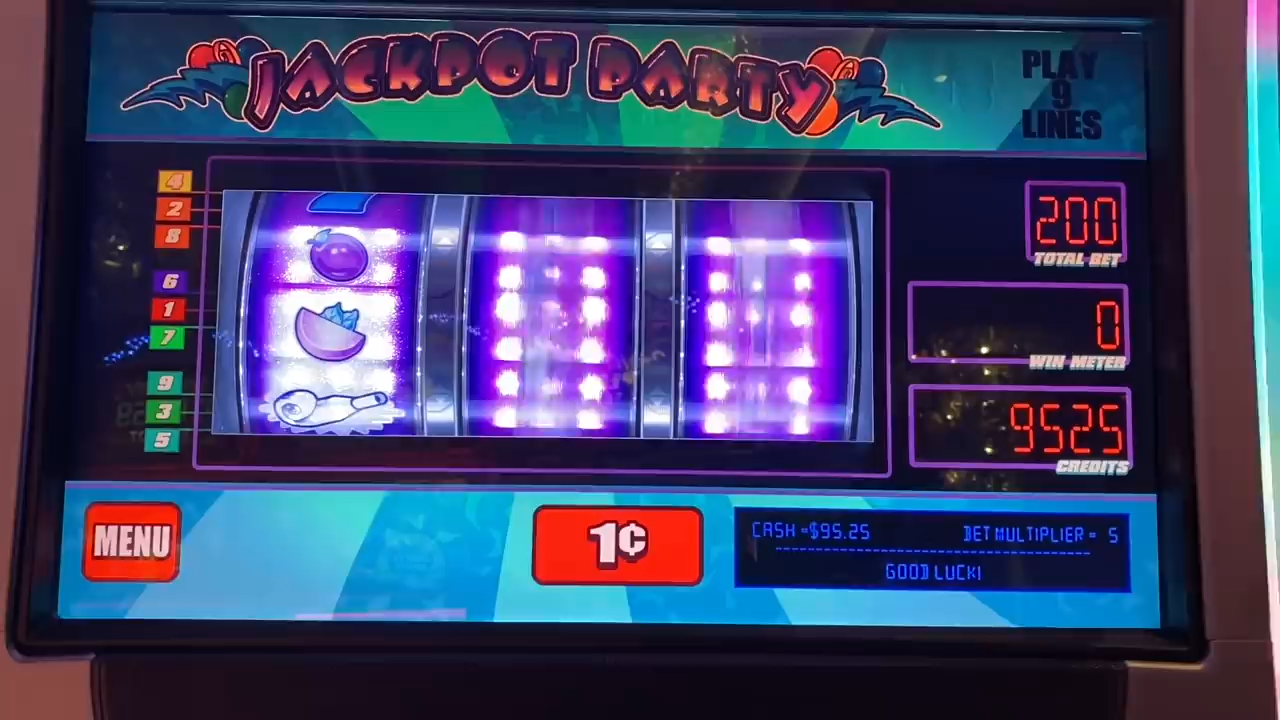 JACKPOT PARTY
PLAY
9
LINES
4
2
8
6
1
7
9
3
5
200
TOTAL BET
0
WIN METER
9525
CREDITS
MENU
1¢
CASH =$95.25 BET MULTIPLIER= 5
GOOD LUCK!